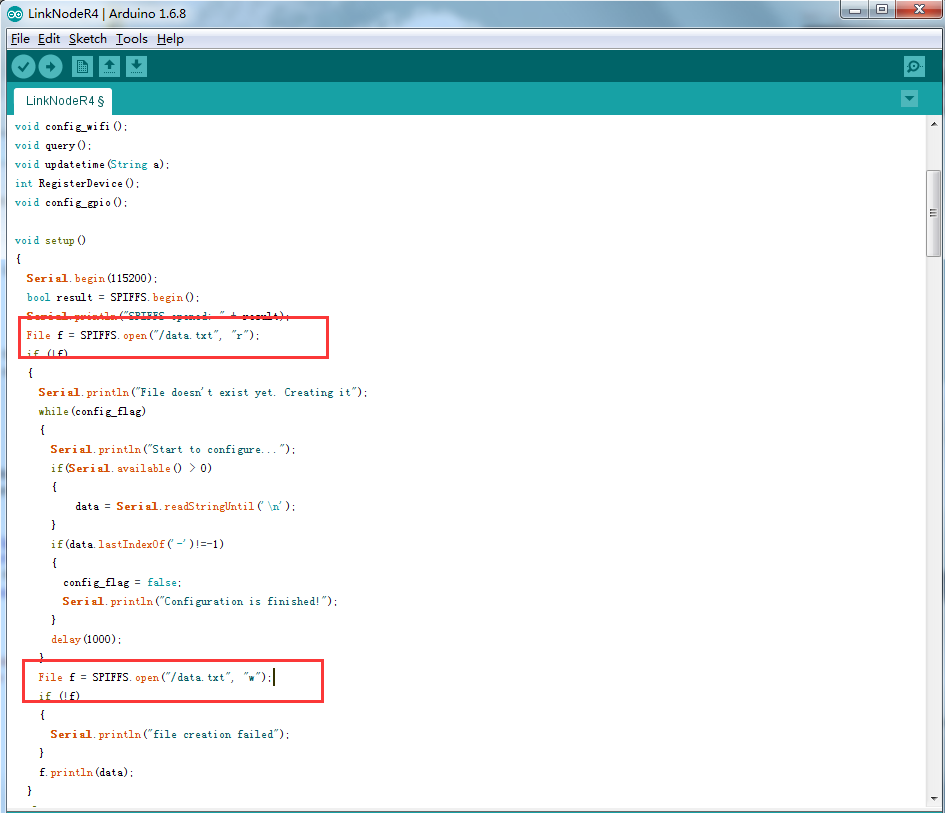 LinkNodeR4 | Arduino 1.6.8
File Edit Sketch Tools Help
LinkNodeR4 §
void config_wifi();
void query();
void updatetime(String a);
int RegisterDevice();
void config_gpio();
void setup()
{
Serial.begin(115200);
bool result = SPIFFS.begin();
Serial.println("SPIFFS opened: " + result);
File f = SPIFFS.open("/data.txt", "r");
if (!f)
{
Serial.println("File doesn't exist yet. Creating it");
while(config_flag)
{
Serial.println("Start to configure...");
if(Serial.available() > 0)
{
data = Serial.readStringUntil('\n');
}
if(data.lastIndexOf('-')!=-1)
{
config_flag = false;
Serial.println("Configuration is finished!");
}
delay(1000);
}
File f = SPIFFS.open("/data.txt", "w");
if (!f)
{
Serial.println("file creation failed");
}
f.println(data);
}